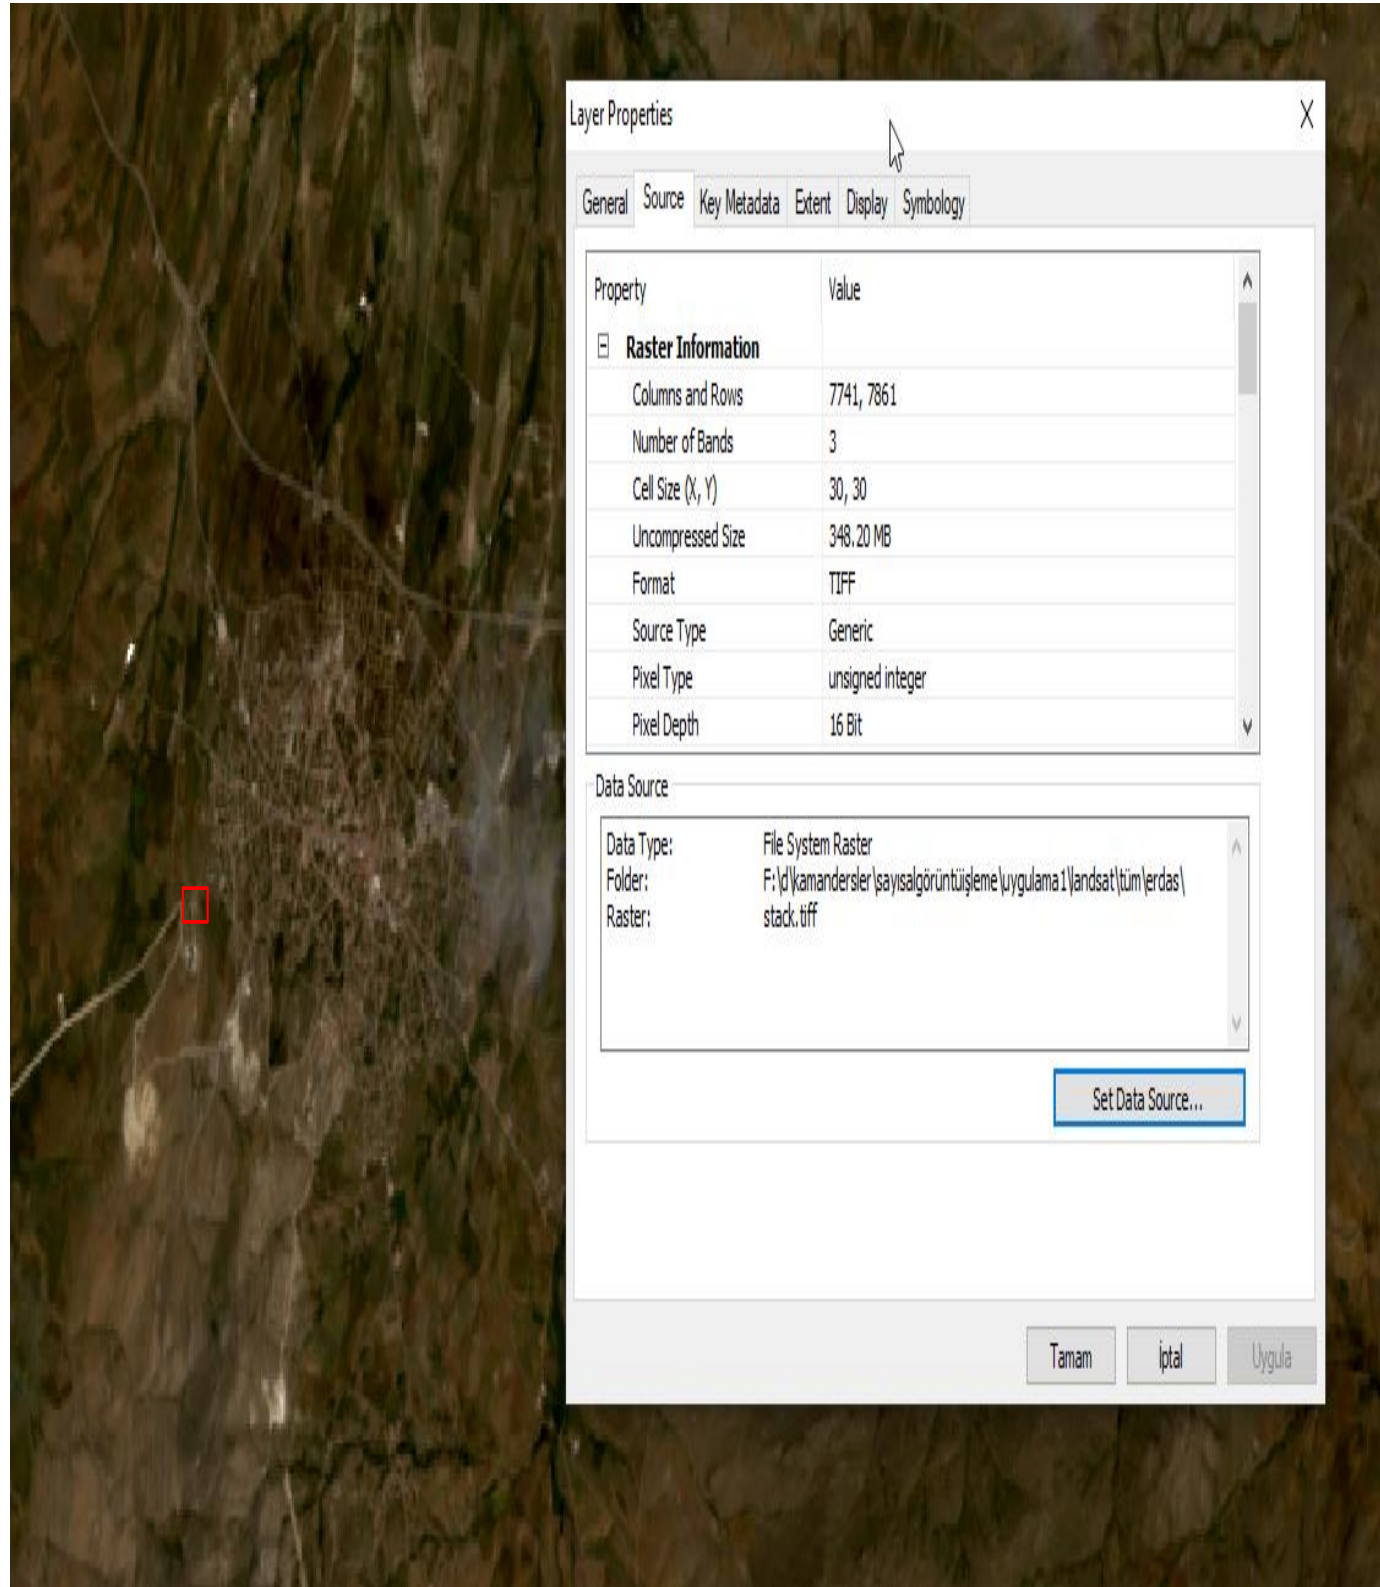 Layer Properties
General Source Key Metadata Extent Display Symbology
Property Value
Raster Information
Columns and Rows 7741, 7861
Number of Bands 3
Cell Size (X, Y) 30, 30
Uncompressed Size 348.20 MB
Format TIFF
Source Type Generic
Pixel Type unsigned integer
Pixel Depth 16 Bit
Data Source
Data Type: File System Raster
Folder: F:\d\kamandersler\sayısalgörüntüişleme\uygulama1\landsat\tüm\erdas\
Raster: stack.tiff
Set Data Source...
Tamam İptal Uygula